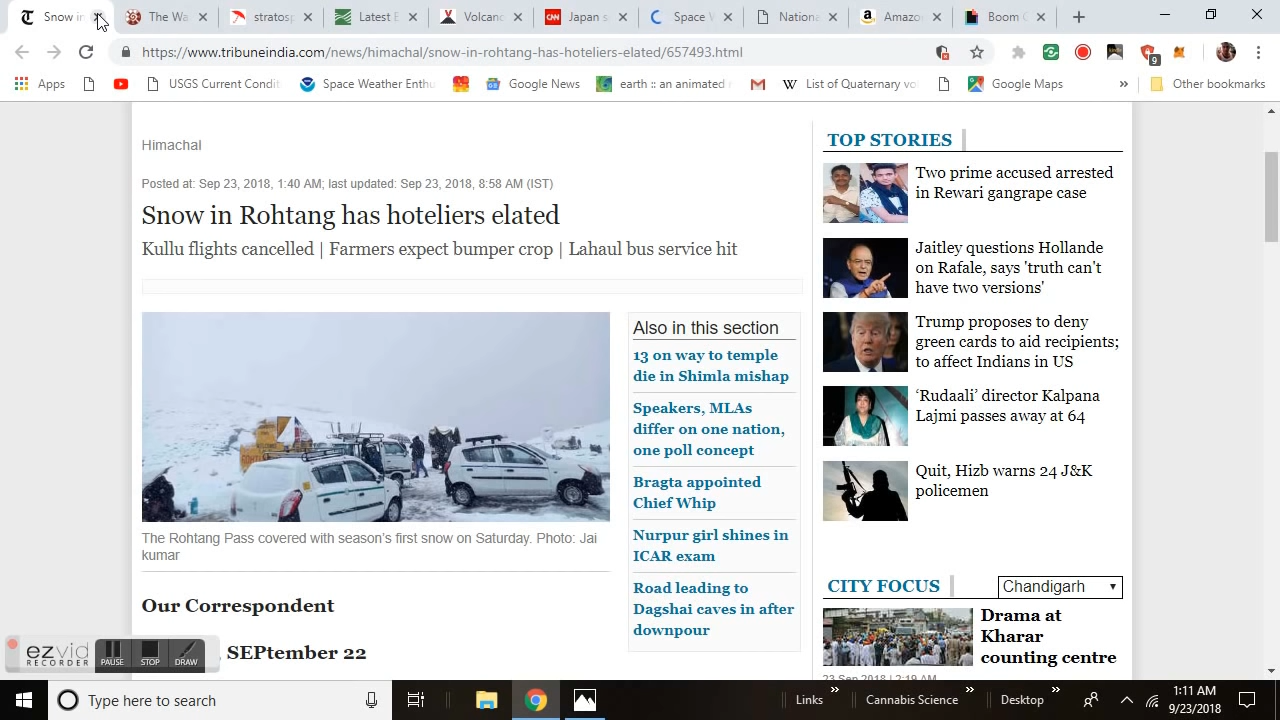 Snow in
The Wa
stratosp
Latest E
Volcano
Japan s
Space W
Nationa
Amazo
Boom C
https://www.tribuneindia.com/news/himachal/snow-in-rohtang-has-hoteliers-elated/657493.html
9
Apps
USGS Current Condi
Space Weather Enthu
Google News
earth :: an animated
List of Quaternary vo
Google Maps
Other bookmarks
Himachal
Posted at: Sep 23, 2018, 1:40 AM; last updated: Sep 23, 2018, 8:58 AM (IST)
Snow in Rohtang has hoteliers elated
Kullu flights cancelled | Farmers expect bumper crop | Lahaul bus service hit
The Rohtang Pass covered with season's first snow on Saturday. Photo: Jai
kumar
Our Correspondent
SEPtember 22
Also in this section
13 on way to temple
die in Shimla mishap
Speakers, MLAs
differ on one nation,
one poll concept
Bragta appointed
Chief Whip
Nurpur girl shines in
ICAR exam
Road leading to
Dagshai caves in after
downpour
TOP STORIES
Two prime accused arrested
in Rewari gangrape case
Jaitley questions Hollande
on Rafale, says 'truth can't
have two versions'
Trump proposes to deny
green cards to aid recipients;
to affect Indians in US
‘Rudaali’ director Kalpana
Lajmi passes away at 64
Quit, Hizb warns 24 J&K
policemen
CITY FOCUS
Chandigarh
Drama at
Kharar
counting centre
23 Sep 2018 | 2:19 AM
ezvid
RECORDER
PAUSE
STOP
DRAW
Type here to search
Links
Cannabis Science
Desktop
1:11 AM
9/23/2018